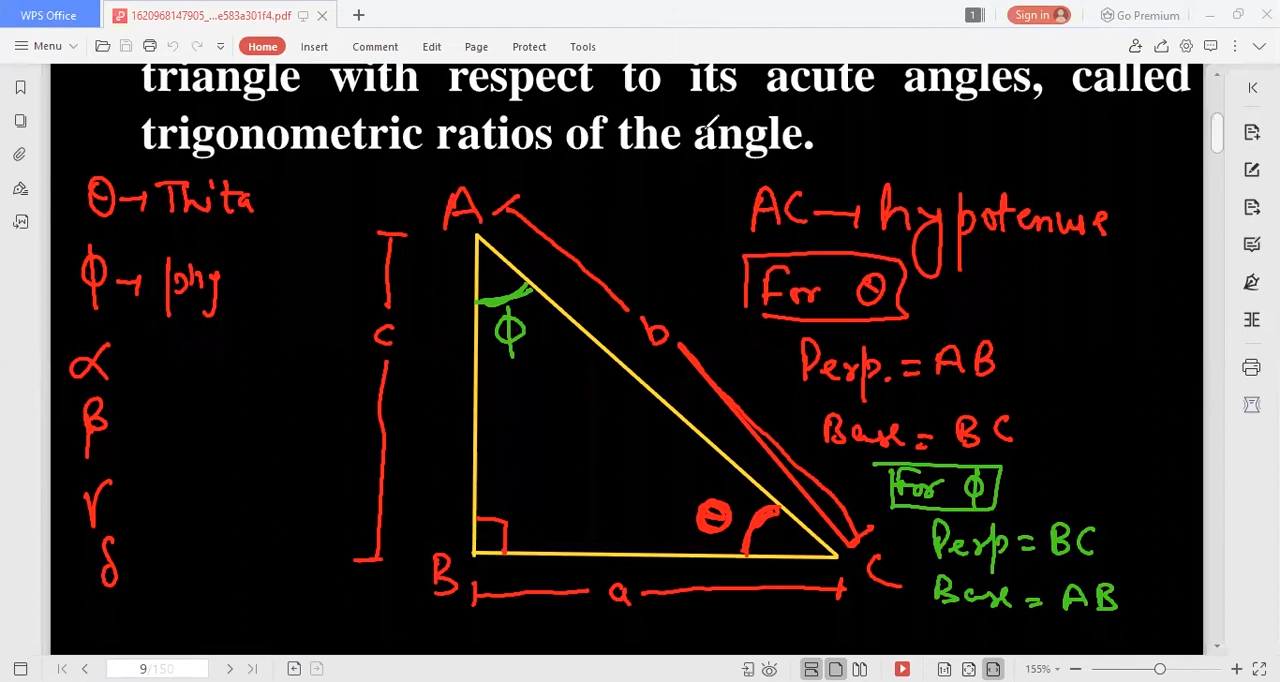 WPS Office
1620968147905_...e583a301f4.pdf
1
Sign in
Go Premium
Menu
Home
Insert
Comment
Edit
Page
Protect
Tools
triangle with respect to its acute angles, called
trigonometric ratios of the angle.
θ → Thita
ϕ → phy
α
β
γ
δ
A
c
b
ϕ
θ
B
a
C
AC → hypotenuse
For θ
Perp. = AB
Base = BC
For ϕ
Perp = BC
Base = AB
9/150
155%